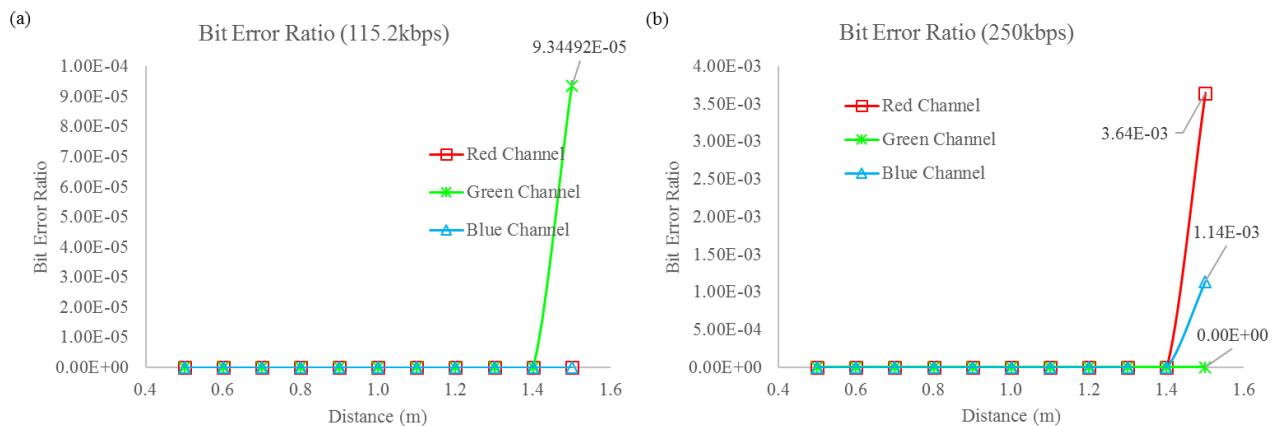 (a)
Bit Error Ratio (115.2kbps)
9.34492E-05
1.00E-04
9.00E-05
8.00E-05
7.00E-05
6.00E-05
5.00E-05
4.00E-05
3.00E-05
2.00E-05
1.00E-05
0.00E+00
Bit Error Ratio
Red Channel
Green Channel
Blue Channel
0.4 0.6 0.8 1.0 1.2 1.4 1.6
Distance (m)
(b)
Bit Error Ratio (250kbps)
4.00E-03
3.50E-03
3.00E-03
2.50E-03
2.00E-03
1.50E-03
1.00E-03
5.00E-04
0.00E+00
Bit Error Ratio
Red Channel
Green Channel
Blue Channel
3.64E-03
1.14E-03
0.00E+00
0.4 0.6 0.8 1.0 1.2 1.4 1.6
Distance (m)